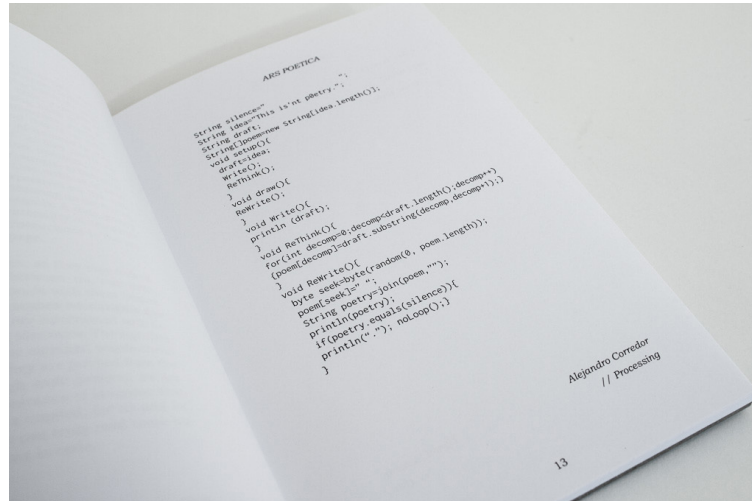 ARS POETICA
String silence="                    ";
String idea="This is'nt p0etry.";
String draft;
String[]poem=new String[idea.length()];
void setup(){
draft=idea;
Write();
ReThink();
}
void draw(){
ReWrite();
}
void Write(){
println (draft);
}
void ReThink(){
for(int decomp=0;decomp<draft.length();decomp++)
{poem[decomp]=draft.substring(decomp,decomp+1);}
}
void ReWrite(){
byte seek=byte(random(0, poem.length));
poem[seek]=" ";
String poetry=join(poem,"");
println(poetry);
if(poetry.equals(silence)){
println("."); noLoop();}
}
Alejandro Corredor
// Processing
13